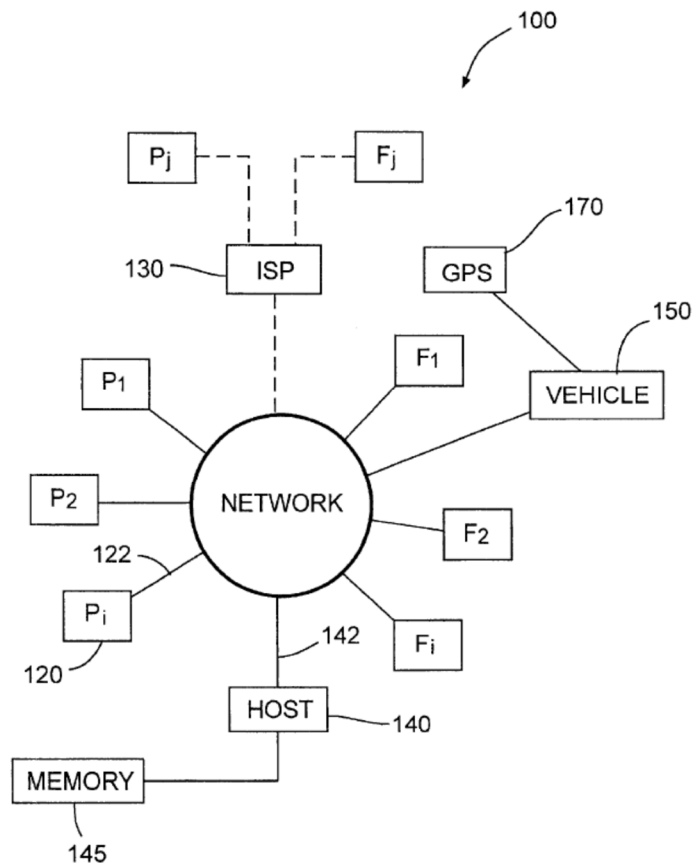 100
Pj
Fj
170
130
ISP
GPS
150
F1
P1
VEHICLE
NETWORK
P2
F2
122
Pi
142
Fi
120
HOST
140
MEMORY
145